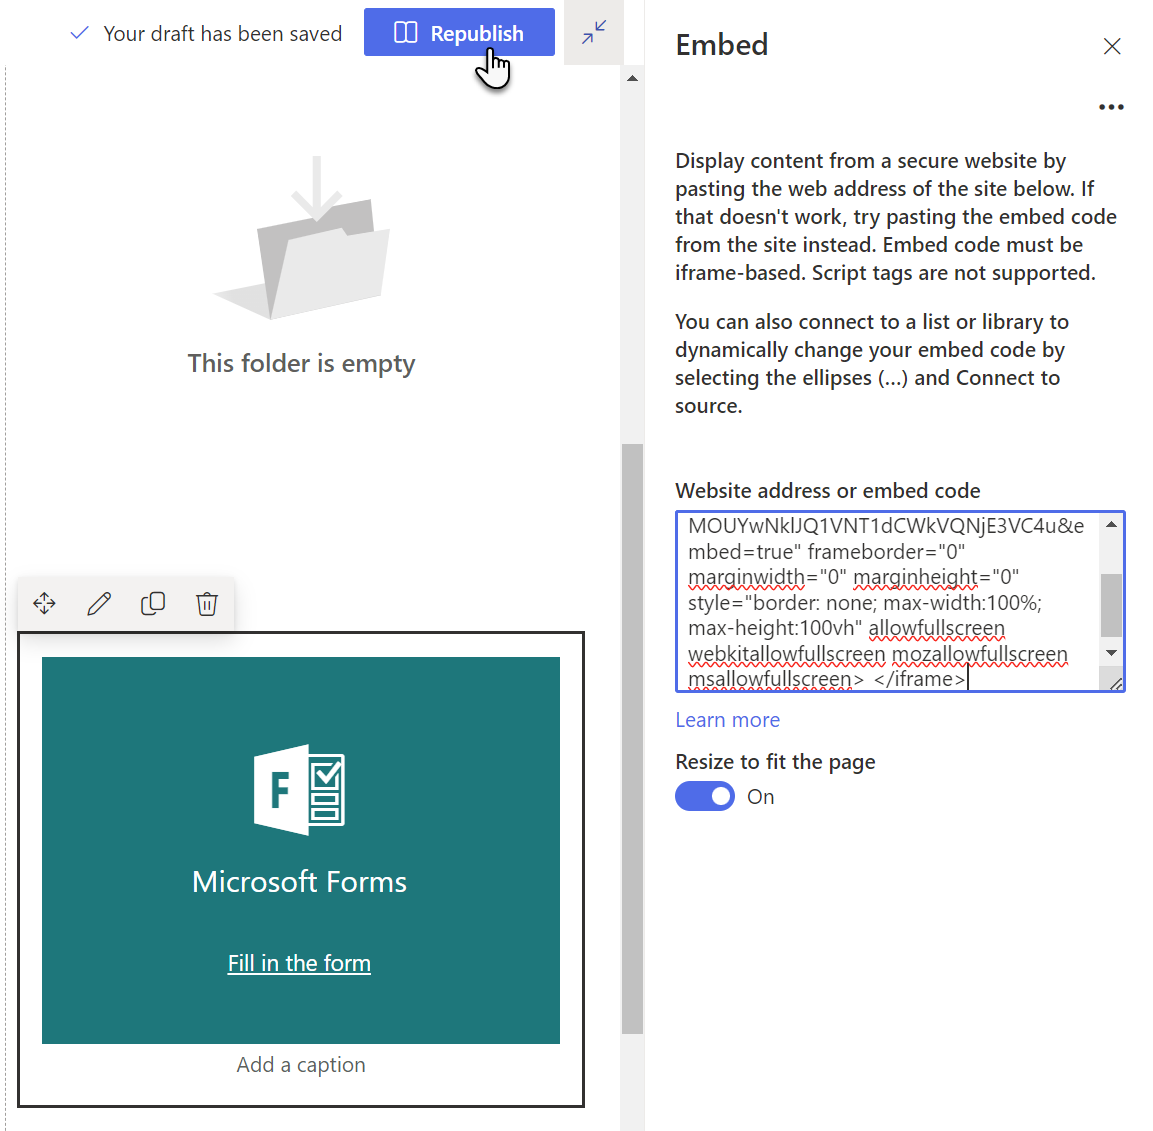 Your draft has been saved
Republish
This folder is empty
F
Microsoft Forms
Fill in the form
Add a caption
Embed
Display content from a secure website by
pasting the web address of the site below. If
that doesn't work, try pasting the embed code
from the site instead. Embed code must be
iframe-based. Script tags are not supported.
You can also connect to a list or library to
dynamically change your embed code by
selecting the ellipses (...) and Connect to
source.
Website address or embed code
MOUYwNklJQ1VNT1dCWkVQNjE3VC4u&e
mbed=true" frameborder="0"
marginwidth="0" marginheight="0"
style="border: none; max-width:100%;
max-height:100vh" allowfullscreen
webkitallowfullscreen mozallowfullscreen
msallowfullscreen> </iframe>
Learn more
Resize to fit the page
On